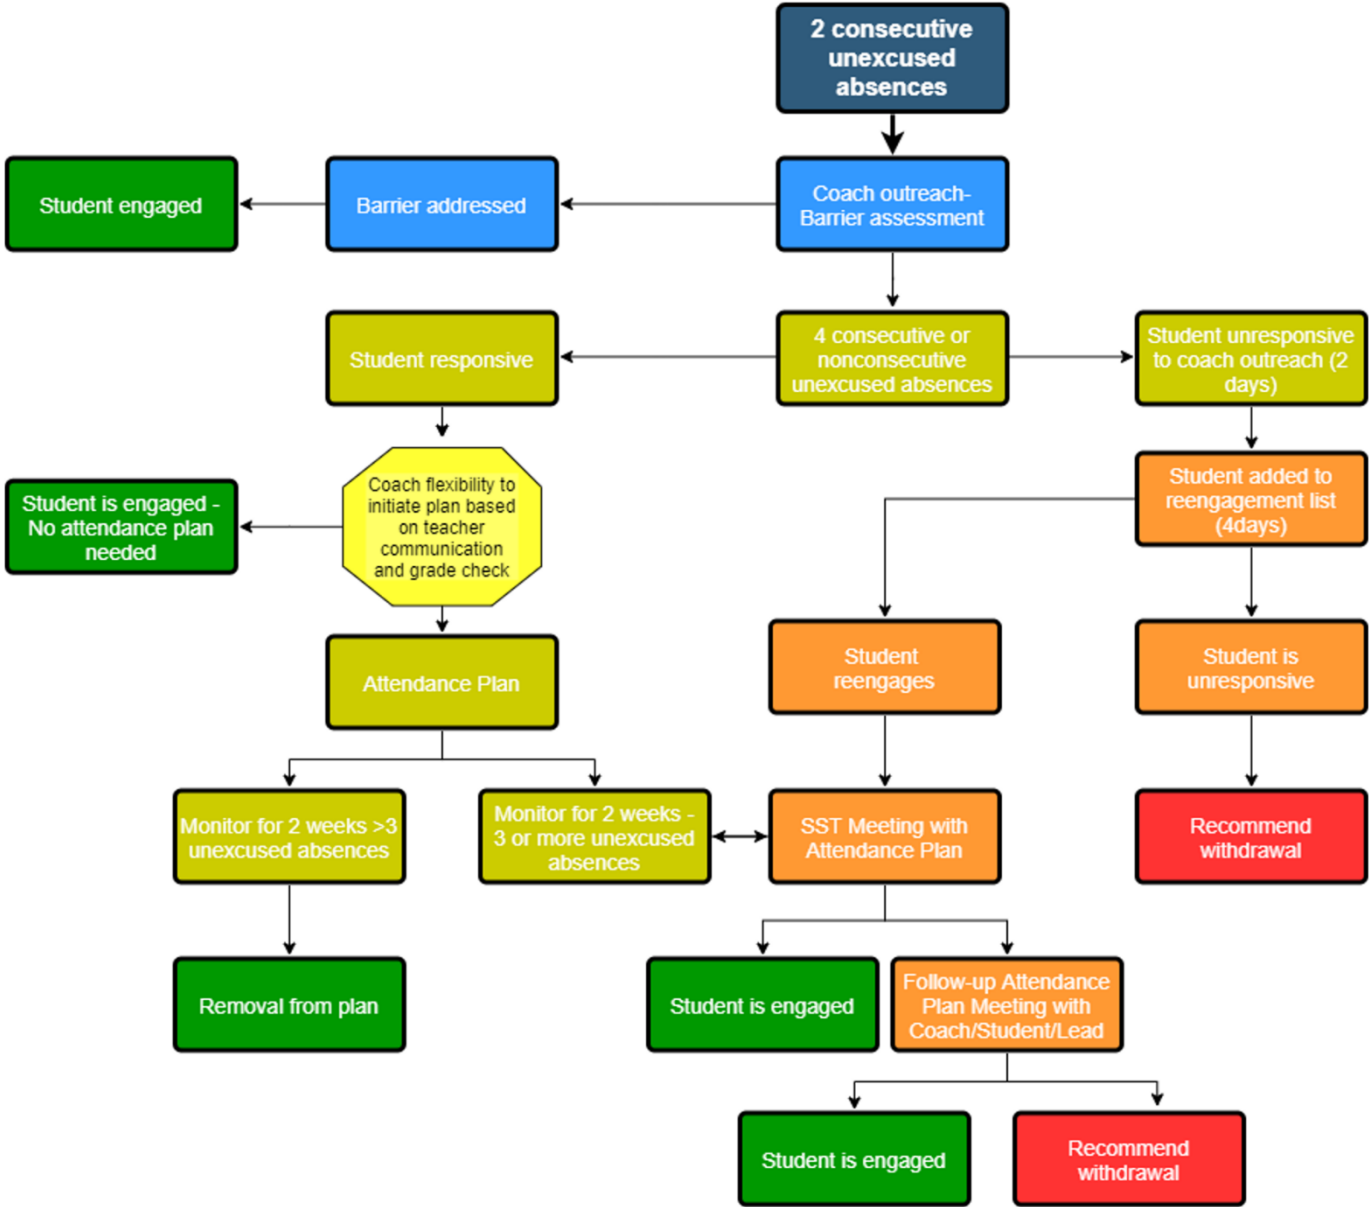 2 consecutive
unexcused
absences
Student engaged
Barrier addressed
Coach outreach-
Barrier assessment
Student responsive
4 consecutive or
nonconsecutive
unexcused absences
Student unresponsive
to coach outreach (2
days)
Student is engaged -
No attendance plan
needed
Coach flexibility to
initiate plan based
on teacher
communication
and grade check
Student added to
reengagement list
(4days)
Attendance Plan
Student
reengages
Student is
unresponsive
Monitor for 2 weeks >3
unexcused absences
Monitor for 2 weeks -
3 or more unexcused
absences
SST Meeting with
Attendance Plan
Recommend
withdrawal
Removal from plan
Student is engaged
Follow-up Attendance
Plan Meeting with
Coach/Student/Lead
Student is engaged
Recommend
withdrawal